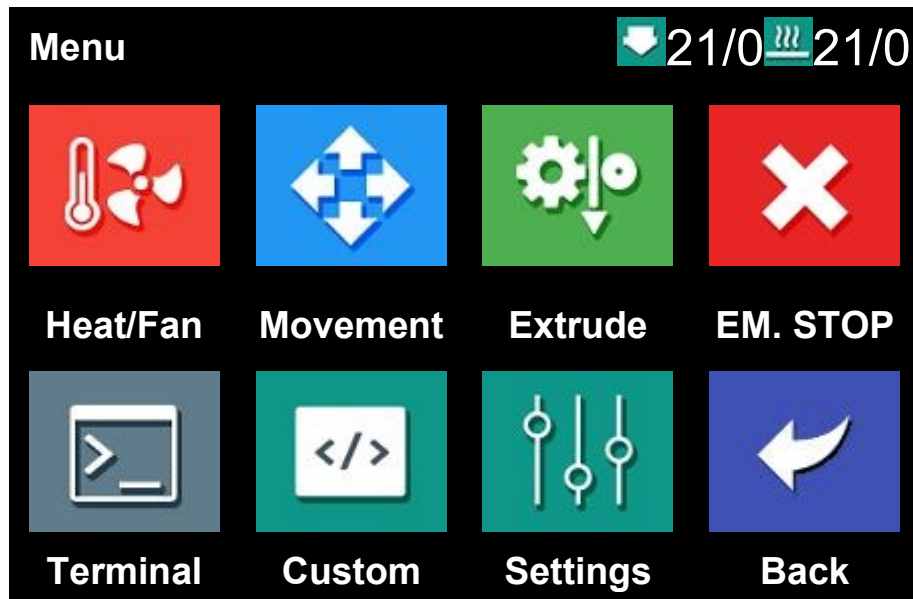 Menu 21/0 21/0
Heat/Fan Movement Extrude EM. STOP
>_ </>
Terminal Custom Settings Back